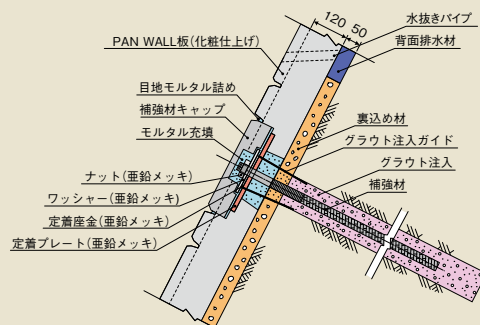 120 50
水抜きパイプ
背面排水材
PAN WALL板(化粧仕上げ)
目地モルタル詰め
補強材キャップ
モルタル充填
ナット(亜鉛メッキ)
ワッシャー(亜鉛メッキ)
定着座金(亜鉛メッキ)
定着プレート(亜鉛メッキ)
裏込め材
グラウト注入ガイド
グラウト注入
補強材